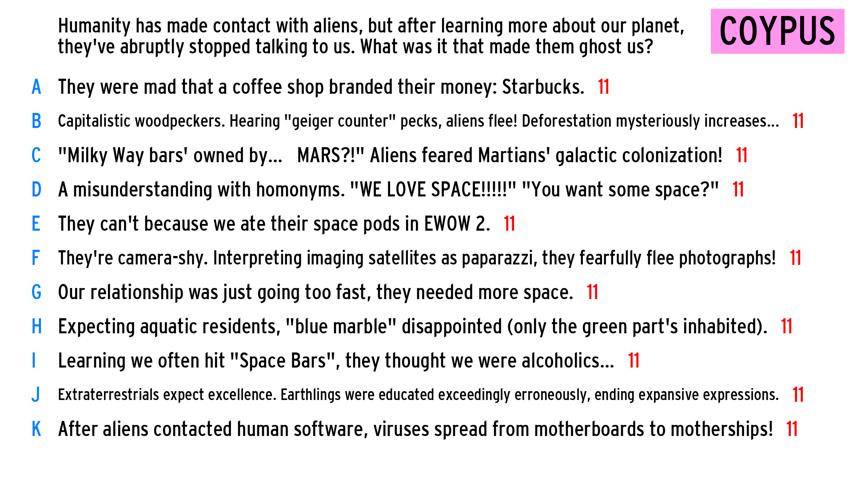 Humanity has made contact with aliens, but after learning more about our planet,
they've abruptly stopped talking to us. What was it that made them ghost us?
COYPUS
A They were mad that a coffee shop branded their money: Starbucks. 11
B Capitalistic woodpeckers. Hearing "geiger counter" pecks, aliens flee! Deforestation mysteriously increases... 11
C "Milky Way bars' owned by... MARS?!" Aliens feared Martians' galactic colonization! 11
D A misunderstanding with homonyms. "WE LOVE SPACE!!!!!" "You want some space?" 11
E They can't because we ate their space pods in EWOW 2. 11
F They're camera-shy. Interpreting imaging satellites as paparazzi, they fearfully flee photographs! 11
G Our relationship was just going too fast, they needed more space. 11
H Expecting aquatic residents, "blue marble" disappointed (only the green part's inhabited). 11
I Learning we often hit "Space Bars", they thought we were alcoholics... 11
J Extraterrestrials expect excellence. Earthlings were educated exceedingly erroneously, ending expansive expressions. 11
K After aliens contacted human software, viruses spread from motherboards to motherships! 11